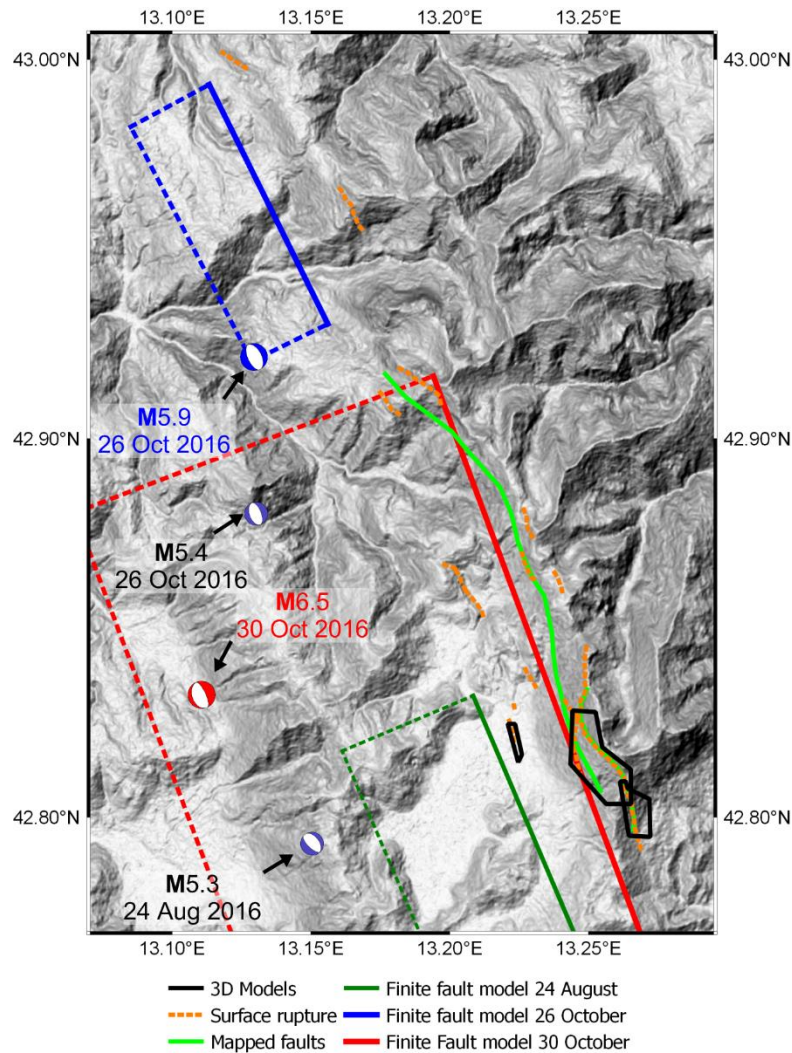 13.10°E 13.15°E 13.20°E 13.25°E
43.00°N 43.00°N
M5.9
26 Oct 2016
42.90°N 42.90°N
M5.4
26 Oct 2016
M6.5
30 Oct 2016
42.80°N 42.80°N
M5.3
24 Aug 2016
13.10°E 13.15°E 13.20°E 13.25°E
3D Models Finite fault model 24 August
Surface rupture Finite fault model 26 October
Mapped faults Finite Fault model 30 October